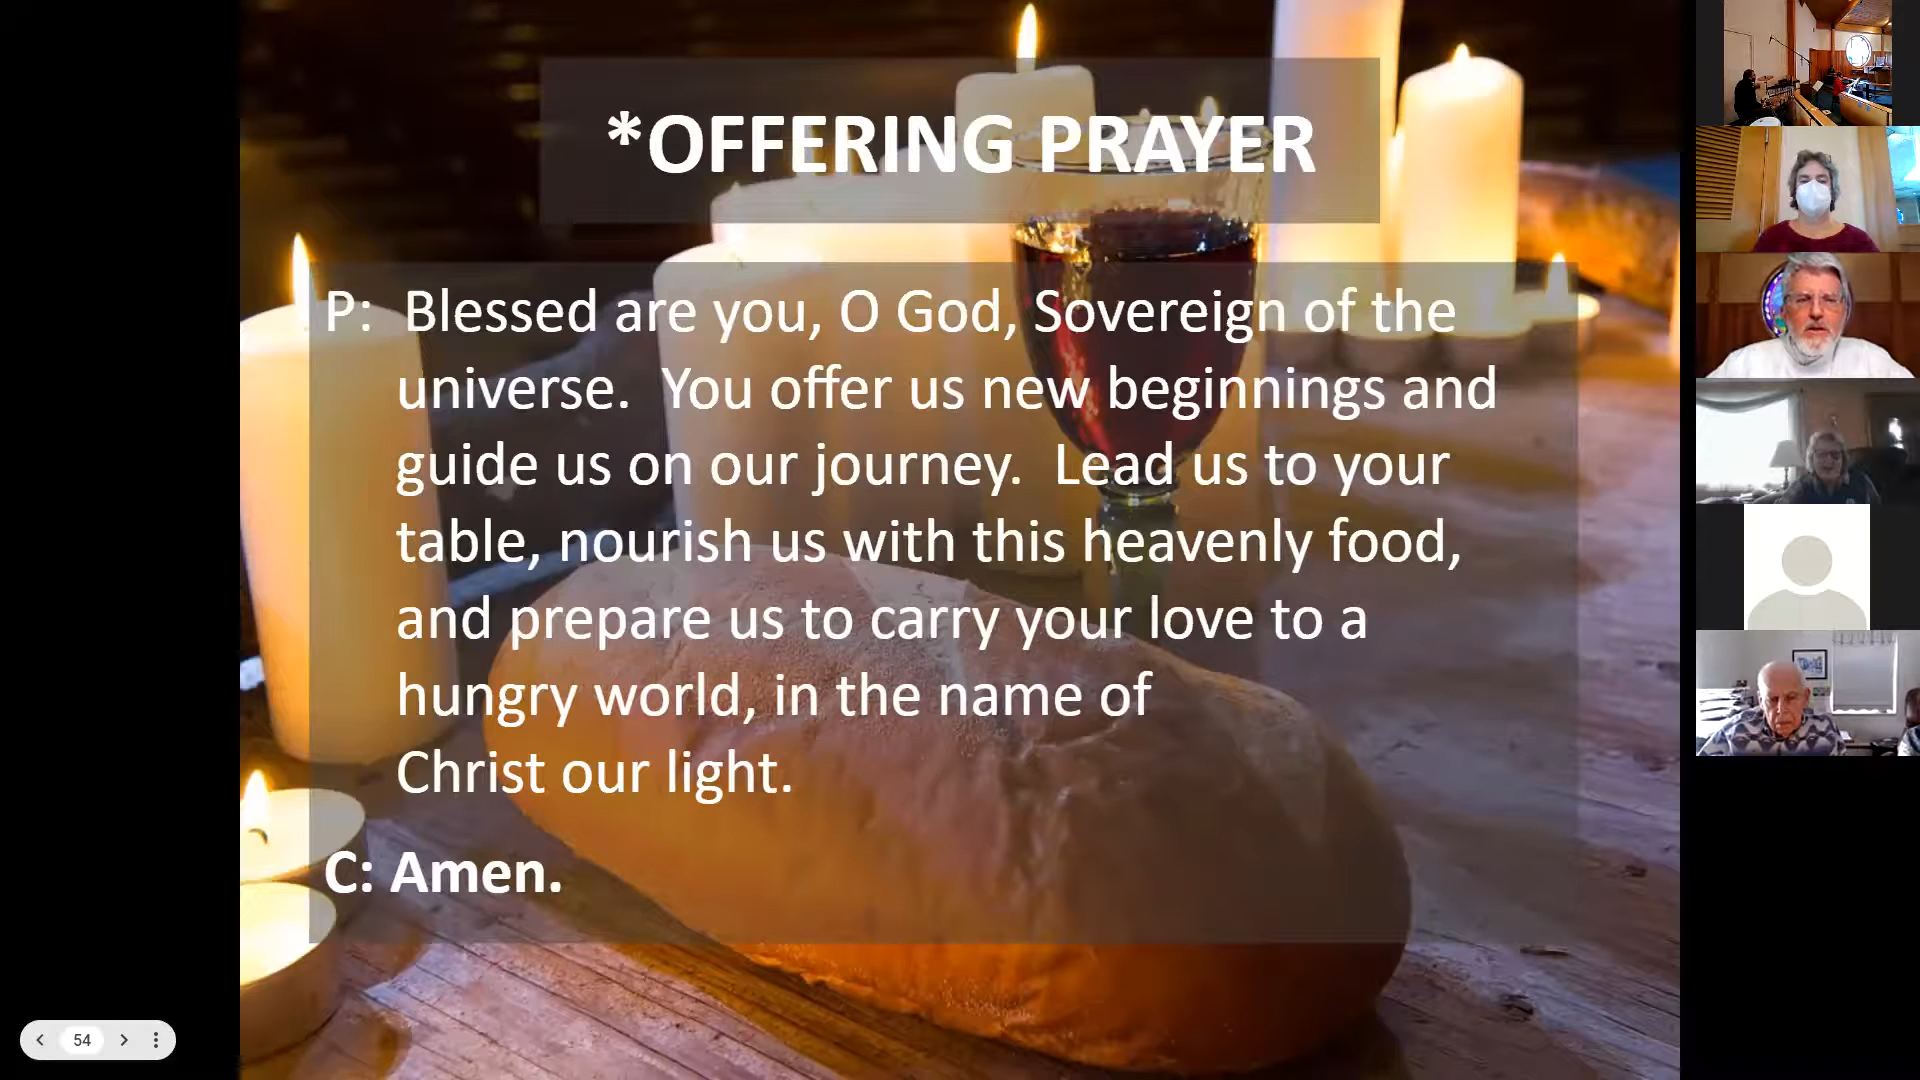 *OFFERING PRAYER
P: Blessed are you, O God, Sovereign of the
universe. You offer us new beginnings and
guide us on our journey. Lead us to your
table, nourish us with this heavenly food,
and prepare us to carry your love to a
hungry world, in the name of
Christ our light.
C: Amen.
54